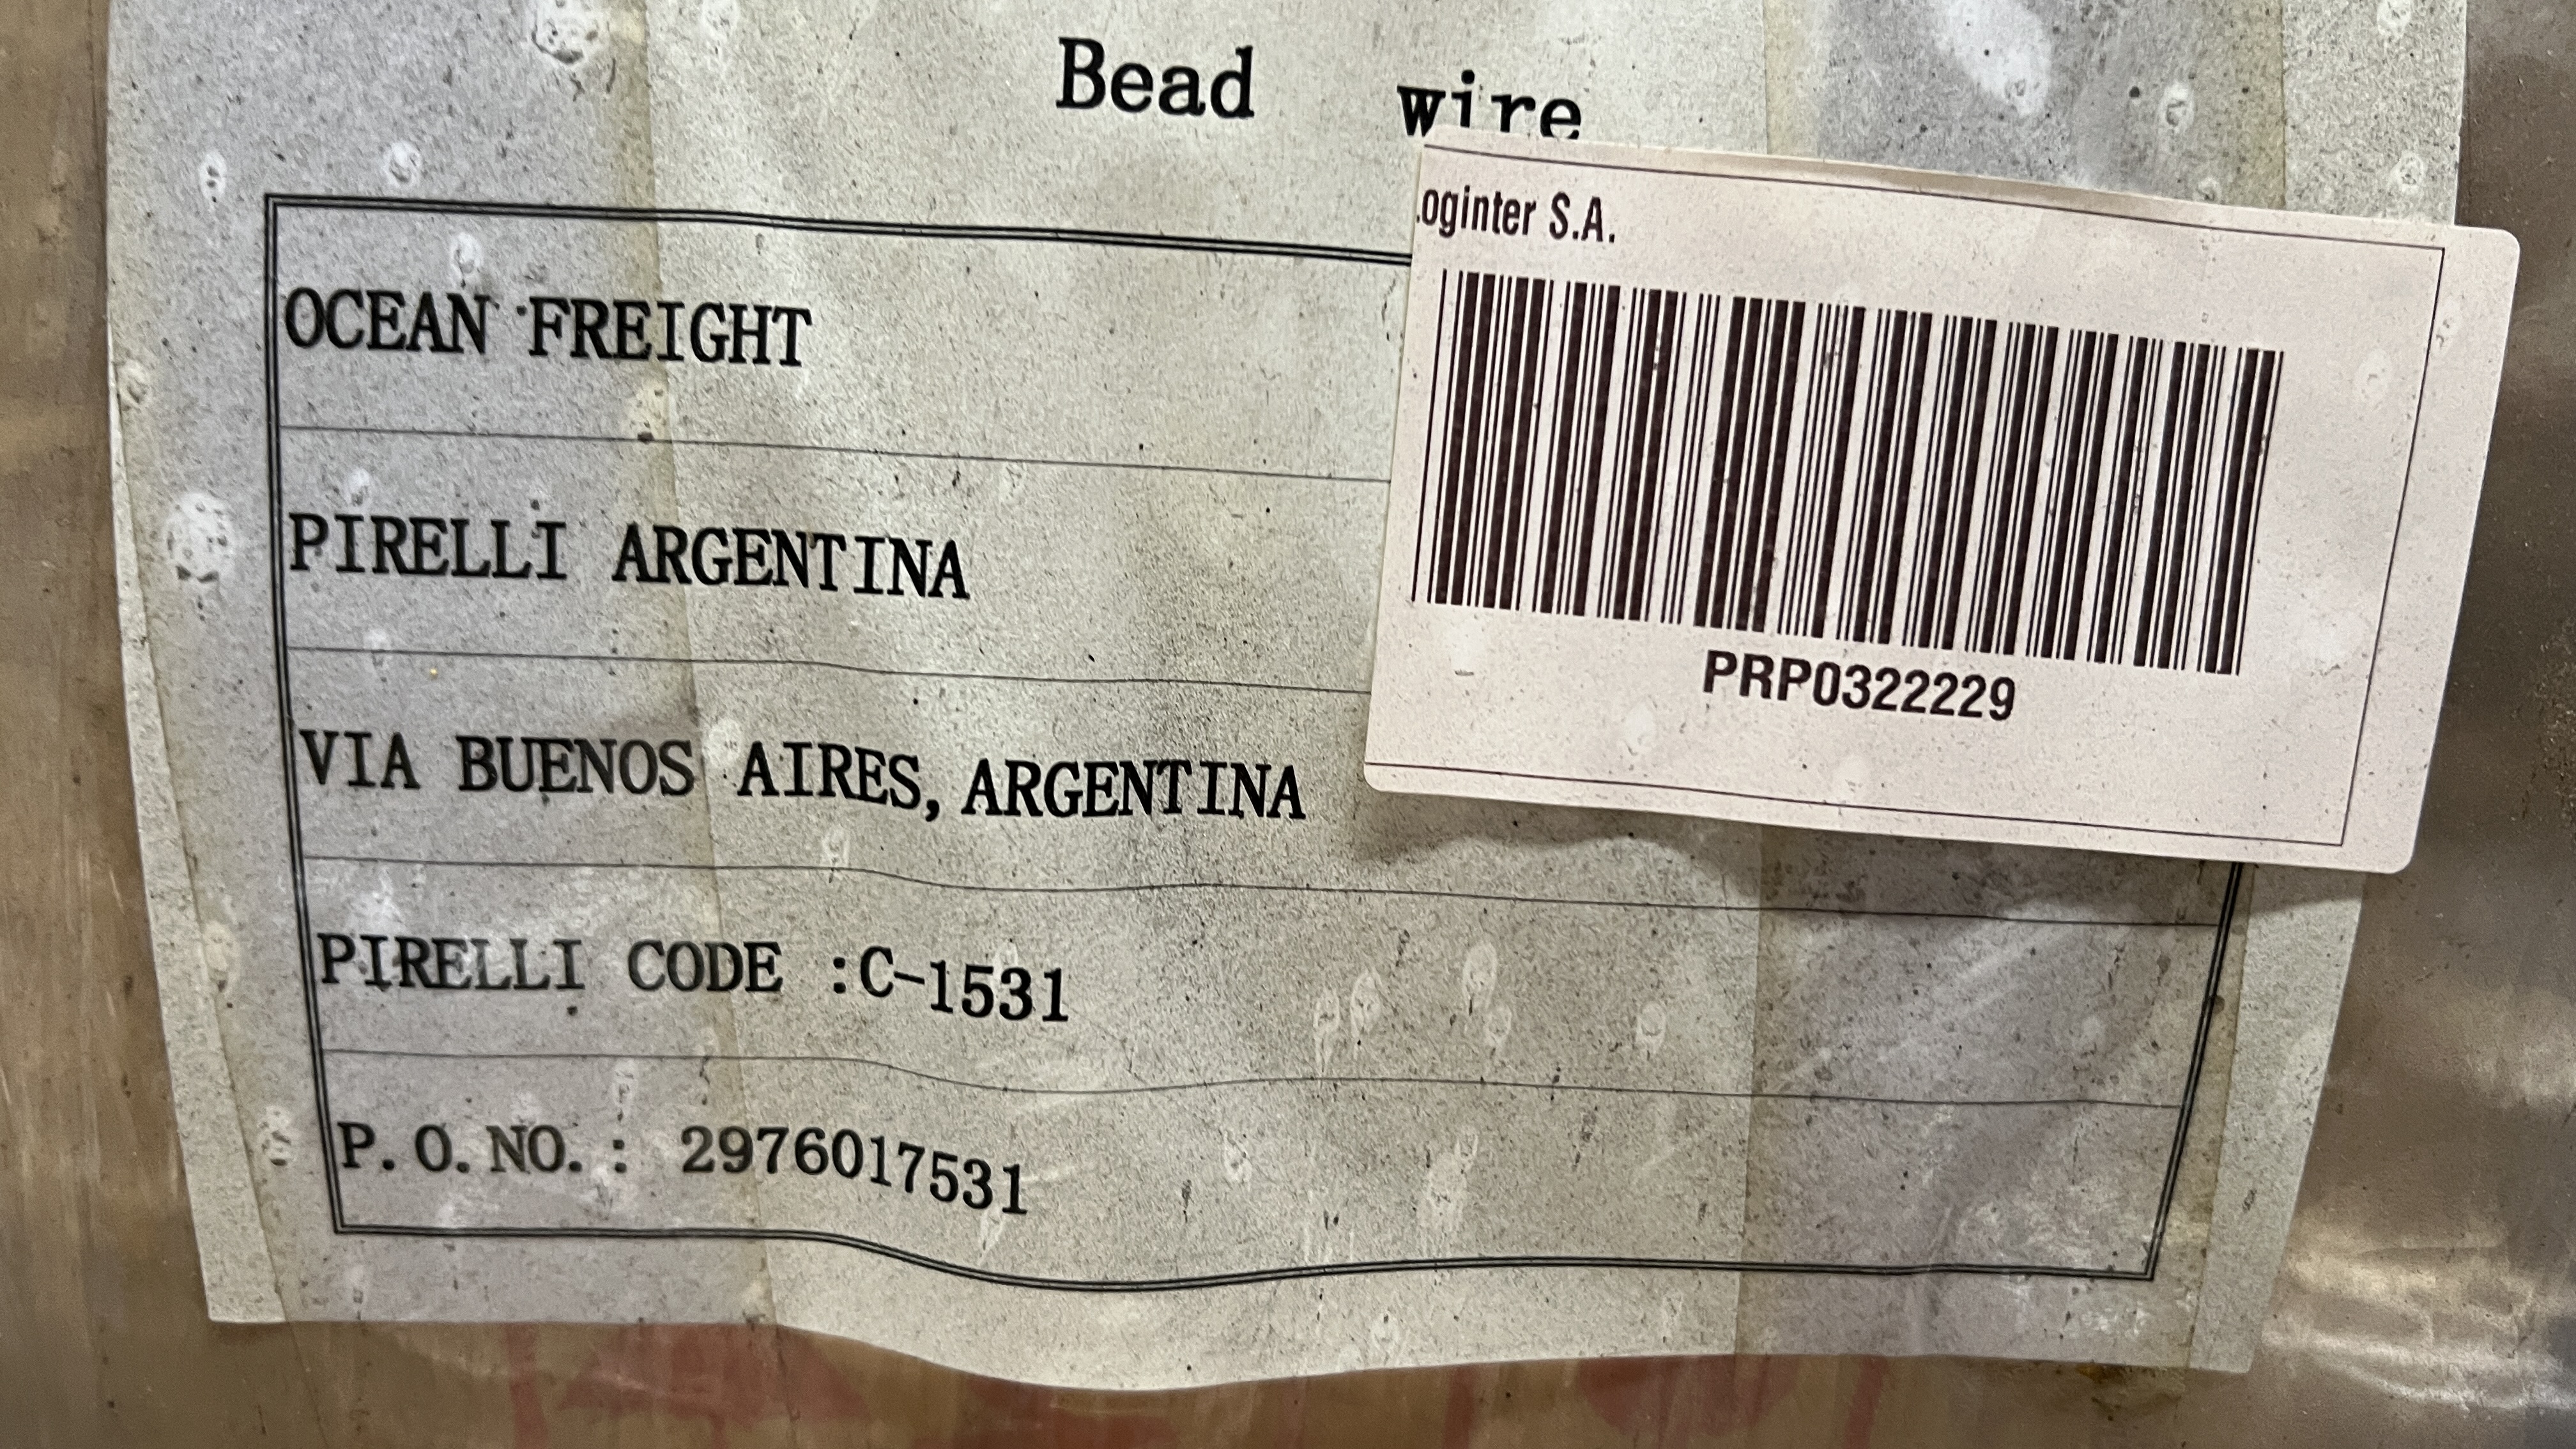 Bead wire
oginter S.A.
PRP0322229
OCEAN FREIGHT
PIRELLI ARGENTINA
VIA BUENOS AIRES, ARGENTINA
PIRELLI CODE :C-1531
P.O.NO.: 2976017531